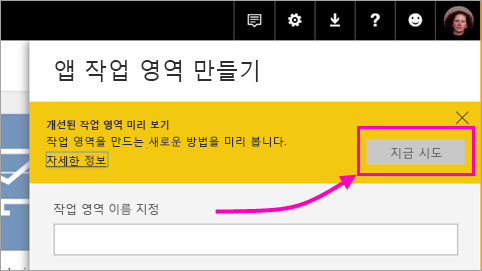 앱 작업 영역 만들기
개선된 작업 영역 미리 보기
작업 영역을 만드는 새로운 방법을 미리 봅니다.
자세한 정보
지금 시도
작업 영역 이름 지정